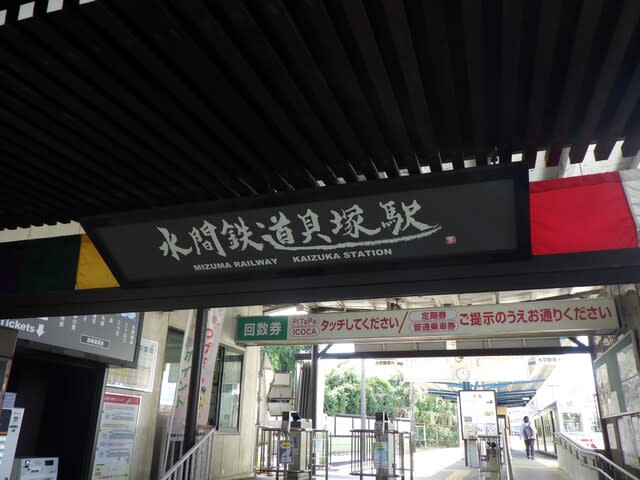 水間鉄道貝塚駅
MIZUMA RAILWAY KAIZUKA STATION
回数券 PiTaPa ICOCA タッチしてください/定期券 普通乗車券 ご提示のうえお通りください
Tickets